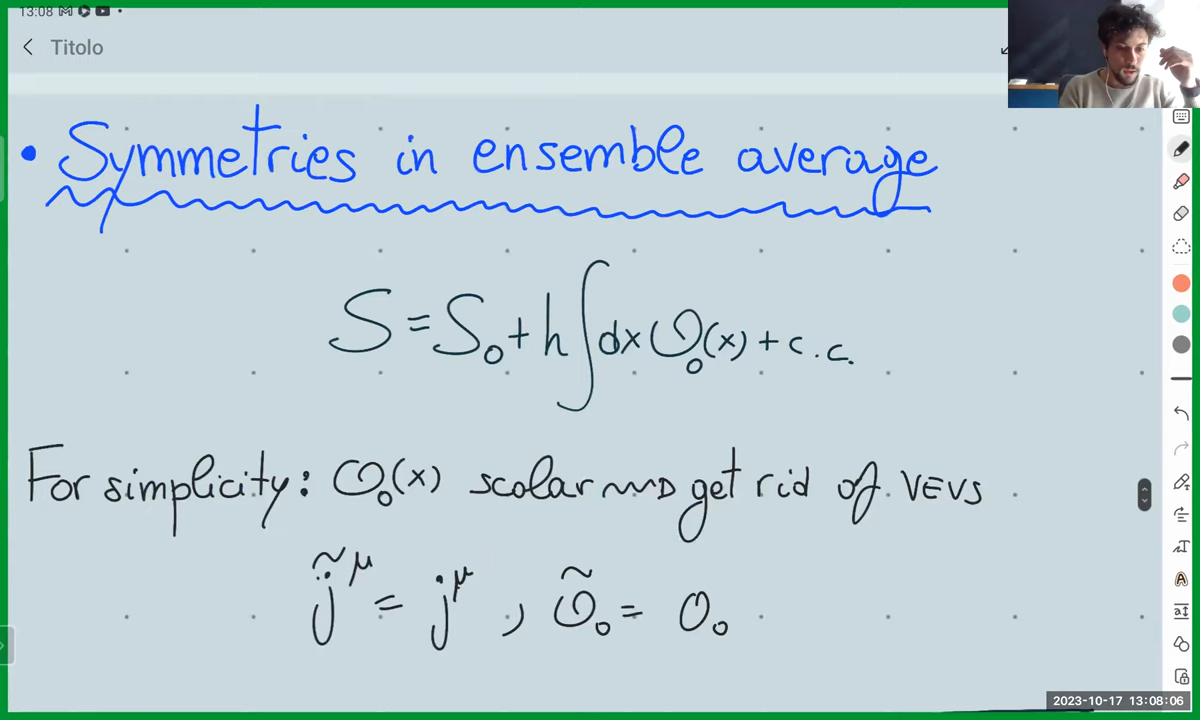 13:08
Titolo
• Symmetries in ensemble average
S = S₀ + h ∫ dx O₀(x) + c.c.
For simplicity: O₀(x) scalar ⇝ get rid of VEVS
j̃^μ = j^μ , Õ₀ = O₀
2023-10-17 13:08:06